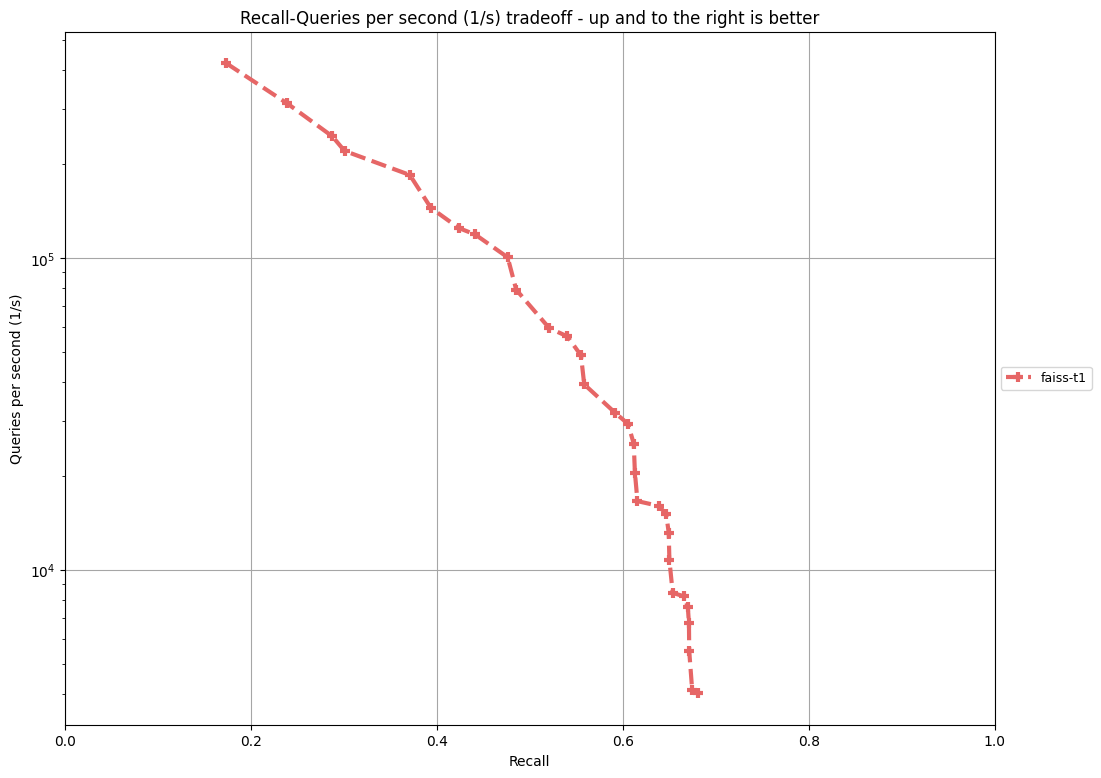 Recall-Queries per second (1/s) tradeoff - up and to the right is better
Queries per second (1/s)
10^5
10^4
faiss-t1
0.0 0.2 0.4 0.6 0.8 1.0
Recall